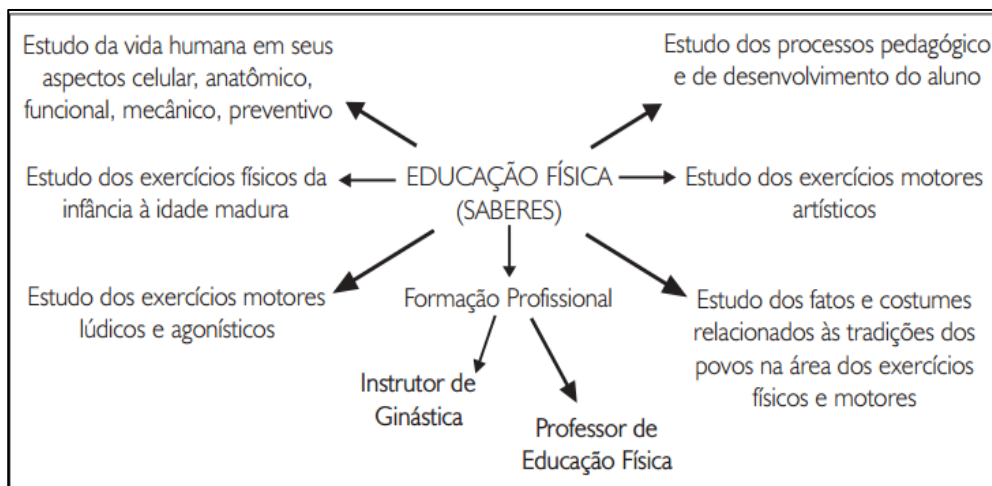 Estudo da vida humana em seus
aspectos celular, anatômico,
funcional, mecânico, preventivo
Estudo dos processos pedagógico
e de desenvolvimento do aluno
Estudo dos exercícios físicos da
infância à idade madura
EDUCAÇÃO FÍSICA
(SABERES)
Estudo dos exercícios motores
artísticos
Estudo dos exercícios motores
lúdicos e agonísticos
Formação Profissional
Estudo dos fatos e costumes
relacionados às tradições dos
povos na área dos exercícios
físicos e motores
Instrutor de
Ginástica
Professor de
Educação Física